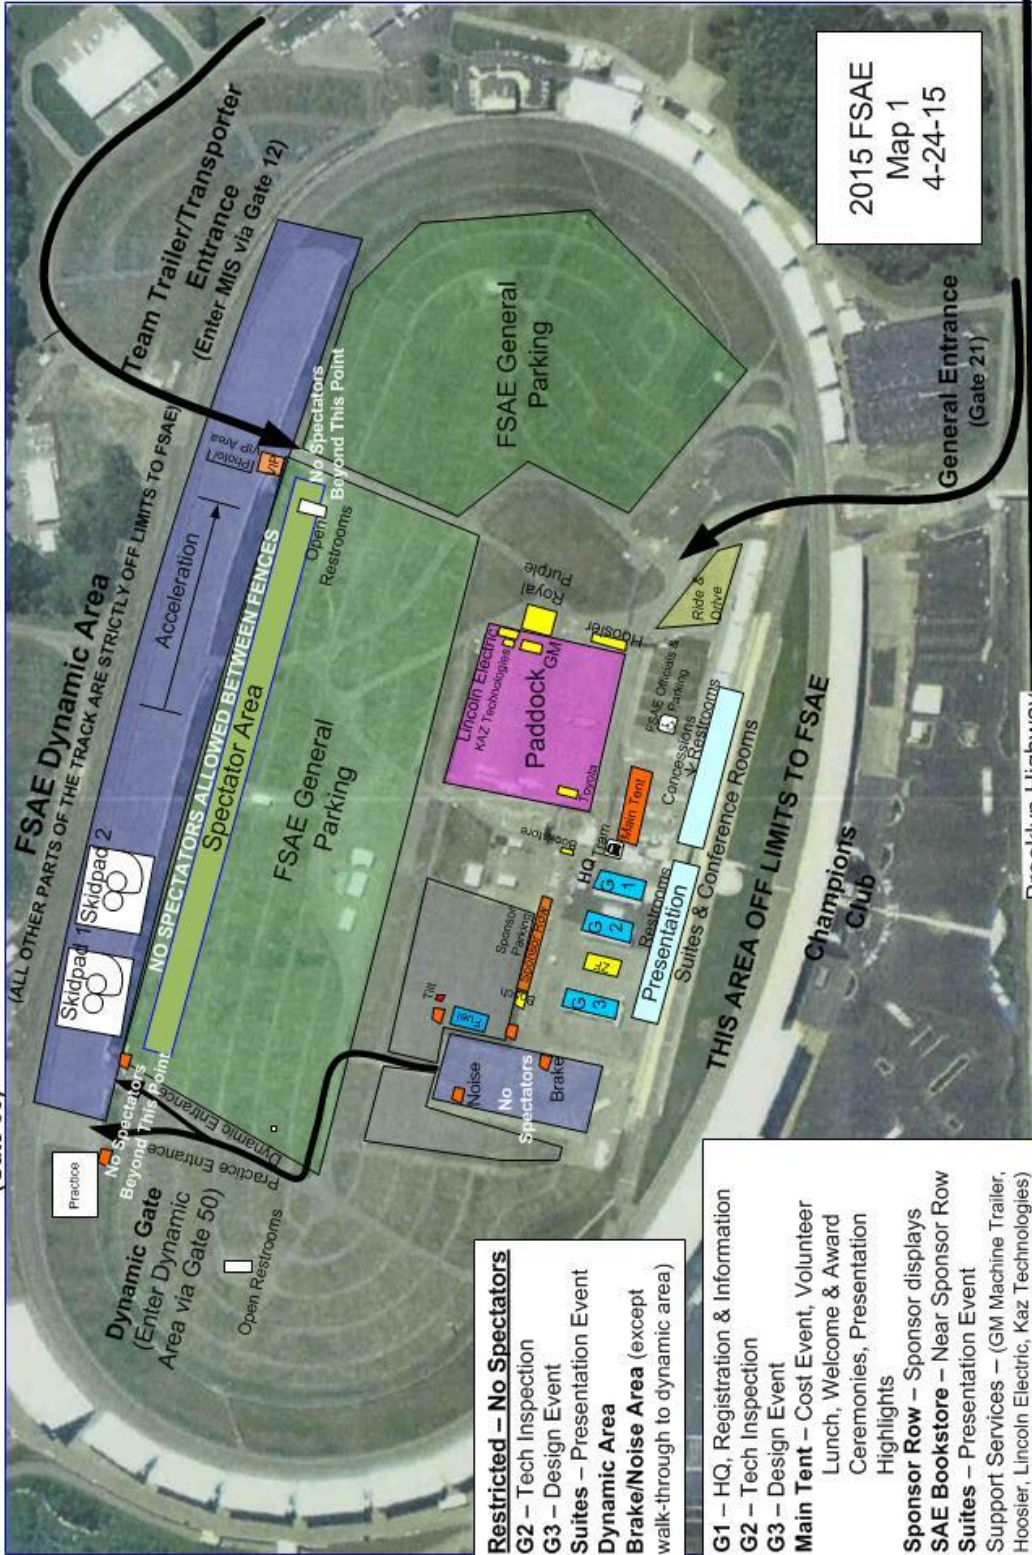 FSAE Dynamic Area
(ALL OTHER PARTS OF THE TRACK ARE STRICTLY OFF LIMITS TO FSAE)
Team Trailer/Transporter
Entrance
(Enter MIS via Gate 12)
Skidpad 1
Skidpad 2
Acceleration
VIP Area
VIP
NO SPECTATORS ALLOWED BETWEEN FENCES
Spectator Area
No Spectators
Beyond This Point
Open
Restrooms
Practice
No Spectators
Beyond This Point
Dynamic Entrance
Practice Entrance
Dynamic Gate
(Enter Dynamic
Area via Gate 50)
Open Restrooms
FSAE General
Parking
FSAE General
Parking
Lincoln Electric
KAZ Technologies
Paddock
GM
Royal
Purple
Hoosier
Toyota
Tilt
Fuel
Noise
No
Spectators
Brake
Sponsor
Parking
Sponsor Row
HQ
Tram
Main Tent
G
1
G
2
ZF
G
3
FSAE Officials &
Parking
Concessions
Restrooms
Restrooms
Presentation
Suites & Conference Rooms
Ride &
Drive
THIS AREA OFF LIMITS TO FSAE
Champions
Club
General Entrance
(Gate 21)
2015 FSAE
Map 1
4-24-15
Restricted – No Spectators
G2 – Tech Inspection
G3 – Design Event
Suites – Presentation Event
Dynamic Area
Brake/Noise Area (except
walk-through to dynamic area)
G1 – HQ, Registration & Information
G2 – Tech Inspection
G3 – Design Event
Main Tent – Cost Event, Volunteer
Lunch, Welcome & Award
Ceremonies, Presentation
Highlights
Sponsor Row – Sponsor displays
SAE Bookstore – Near Sponsor Row
Suites – Presentation Event
Support Services – (GM Machine Trailer,
Hoosier, Lincoln Electric, Kaz Technologies)